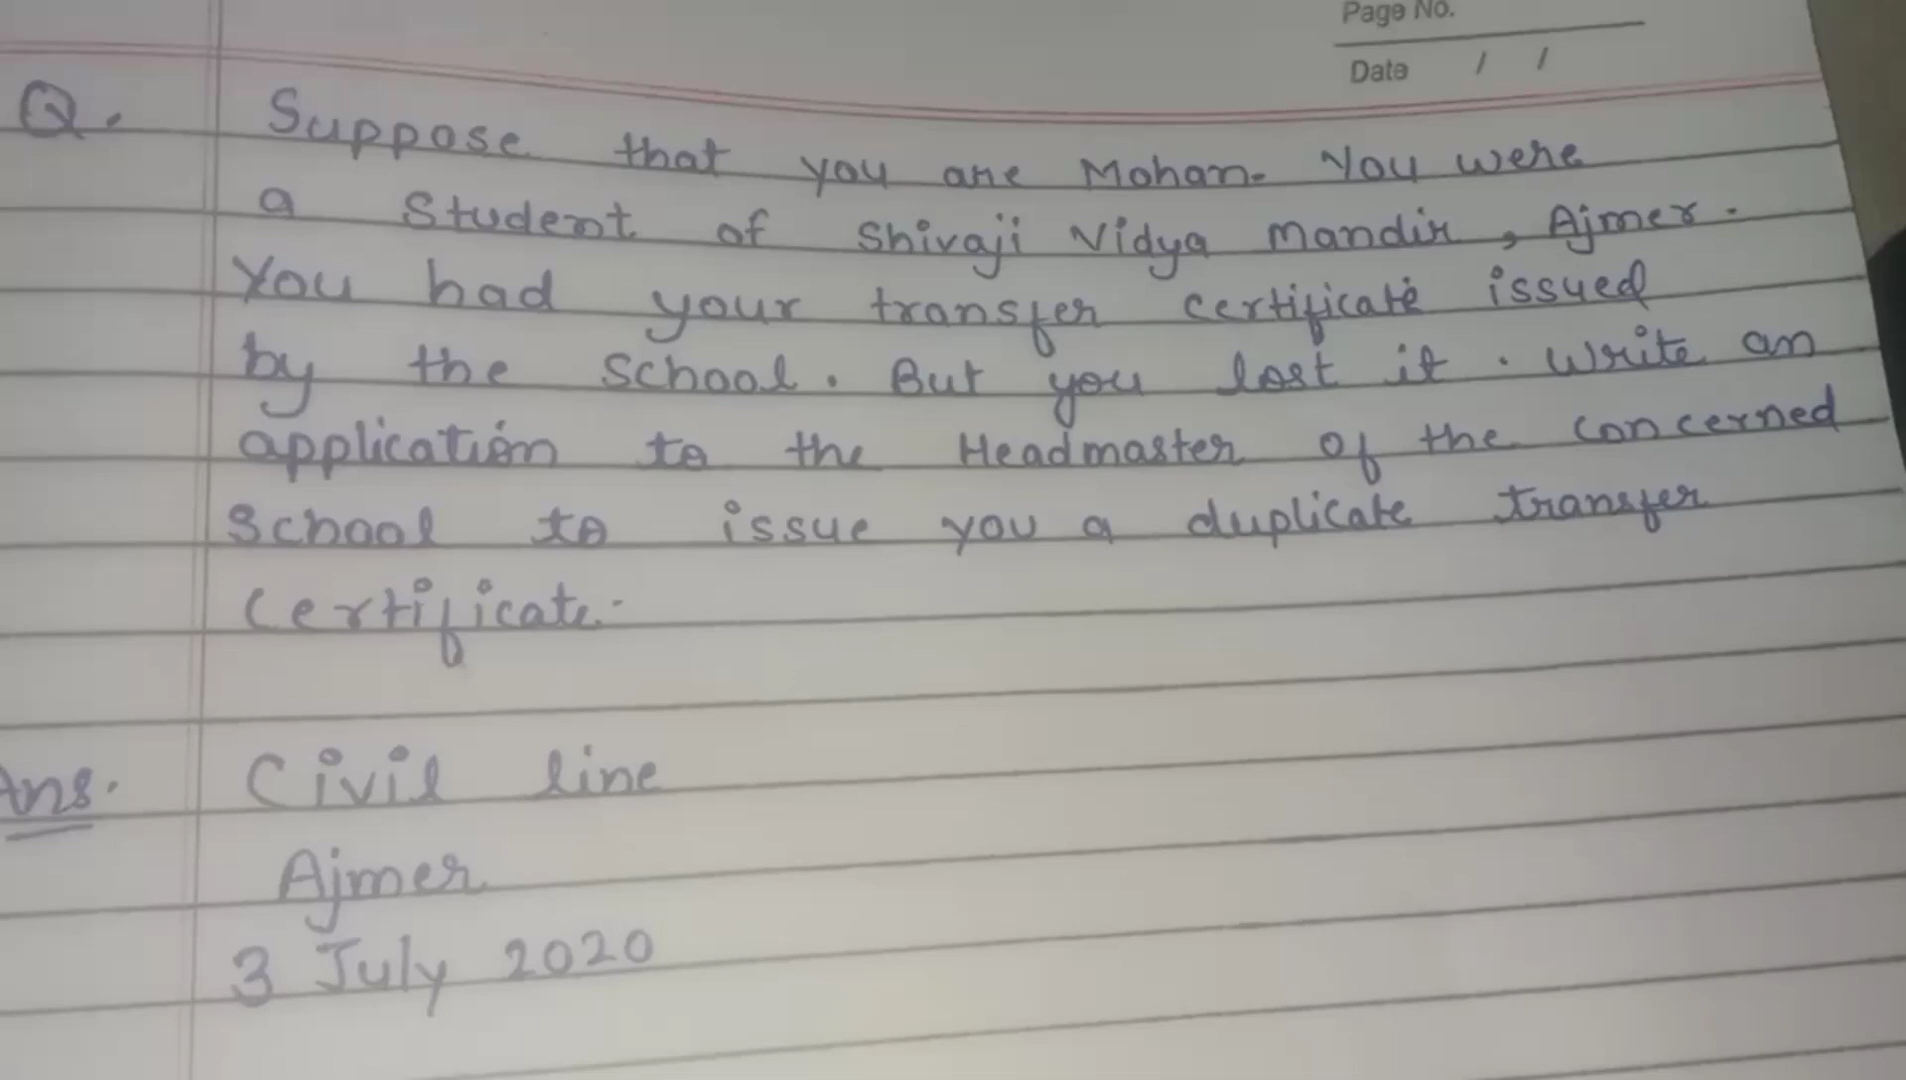 Page No.
Date / /
Q. Suppose that you are Mohan. You were
a Student of Shivaji Vidya Mandir, Ajmer.
You had your transfer certificate issued
by the School. But you lost it. Write an
application to the Headmaster of the concerned
School to issue you a duplicate transfer
Certificate.
Ans. Civil line
Ajmer
3 July 2020